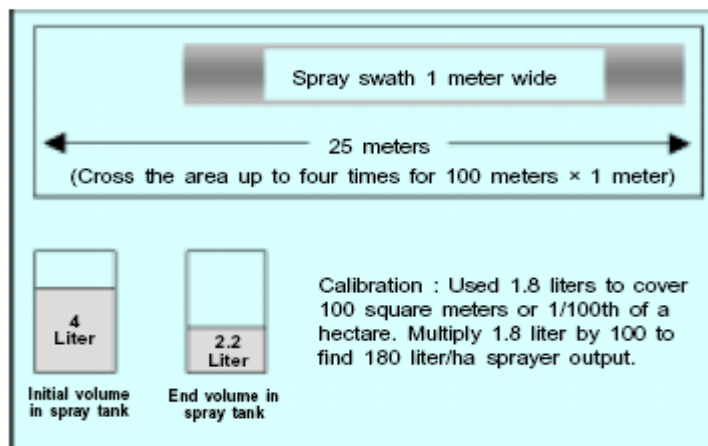 Spray swath 1 meter wide
25 meters
(Cross the area up to four times for 100 meters × 1 meter)
4
Liter
Initial volume
in spray tank
2.2
Liter
End volume in
spray tank
Calibration : Used 1.8 liters to cover
100 square meters or 1/100th of a
hectare. Multiply 1.8 liter by 100 to
find 180 liter/ha sprayer output.